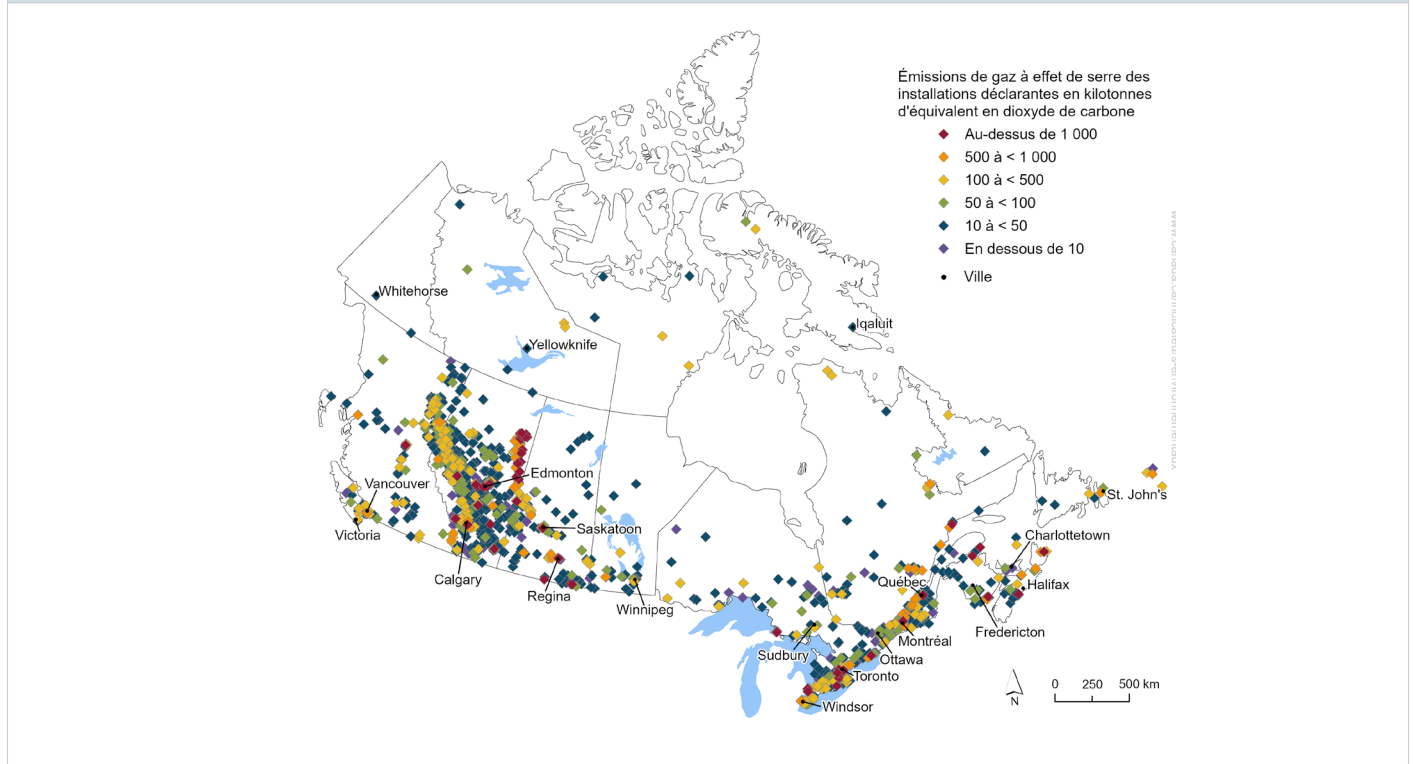 Émissions de gaz à effet de serre des
installations déclarantes en kilotonnes
d'équivalent en dioxyde de carbone
Au-dessus de 1 000
500 à < 1 000
100 à < 500
50 à < 100
10 à < 50
En dessous de 10
Ville
Whitehorse
Iqaluit
Yellowknife
Edmonton
Vancouver
St. John's
Saskatoon
Victoria
Charlottetown
Calgary
Québec
Halifax
Regina
Winnipeg
Fredericton
Montréal
Sudbury
Ottawa
Toronto
0 250 500 km
N
Windsor